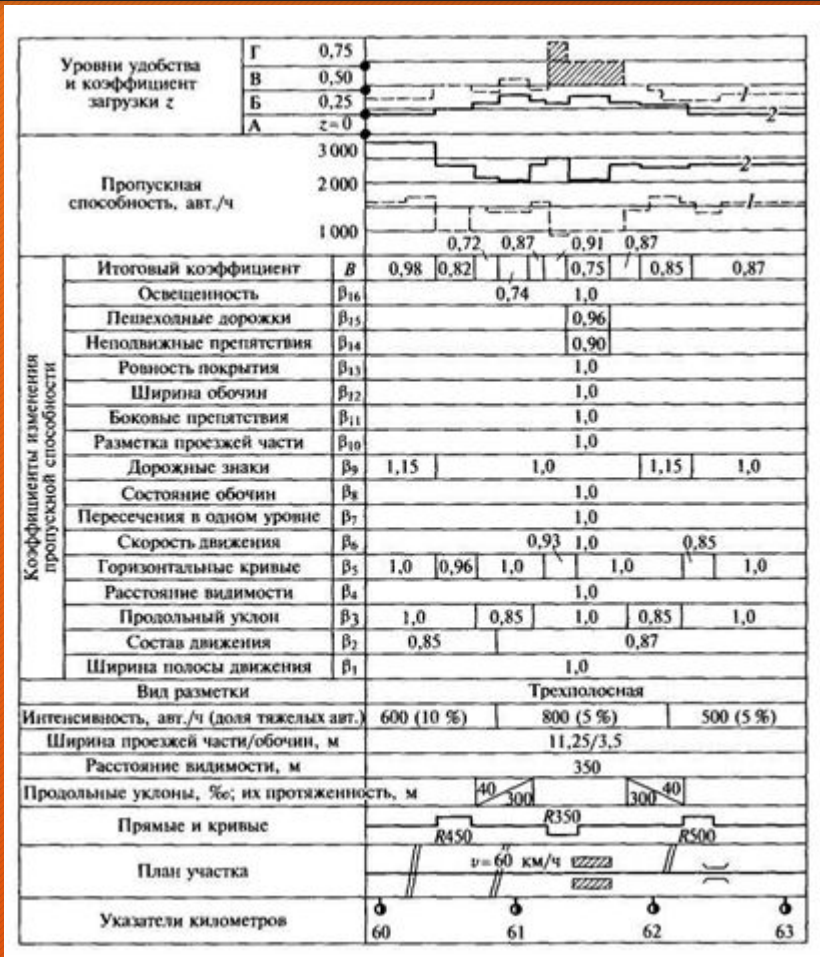 Уровни удобства и коэффициент загрузки z
Г 0,75
В 0,50
Б 0,25
А z=0
1
2
Пропускная способность, авт./ч
3 000
2 000
1 000
2
1
0,72 0,87 0,91 0,87
Коэффициенты изменения пропускной способности
Итоговый коэффициент B 0,98 0,82 0,75 0,85 0,87
0,74
Освещенность β16 1,0
Пешеходные дорожки β15 0,96
Неподвижные препятствия β14 0,90
Ровность покрытия β13 1,0
Ширина обочин β12 1,0
Боковые препятствия β11 1,0
Разметка проезжей части β10 1,0
Дорожные знаки β9 1,15 1,0 1,15 1,0
Состояние обочин β8 1,0
Пересечения в одном уровне β7 1,0
Скорость движения β6 1,0
0,93 0,85
Горизонтальные кривые β5 1,0 0,96 1,0 1,0 1,0
Расстояние видимости β4 1,0
Продольный уклон β3 1,0 0,85 1,0 0,85 1,0
Состав движения β2 0,85 0,87
Ширина полосы движения β1 1,0
Вид разметки Трехполосная
Интенсивность, авт./ч (доля тяжелых авт.) 600 (10 %) 800 (5 %) 500 (5 %)
Ширина проезжей части/обочин, м 11,25/3,5
Расстояние видимости, м 350
Продольные уклоны, ‰; их протяженность, м 40 300 300 40
Прямые и кривые R450 R350 R500
План участка v=60 км/ч
Указатели километров 60 61 62 63